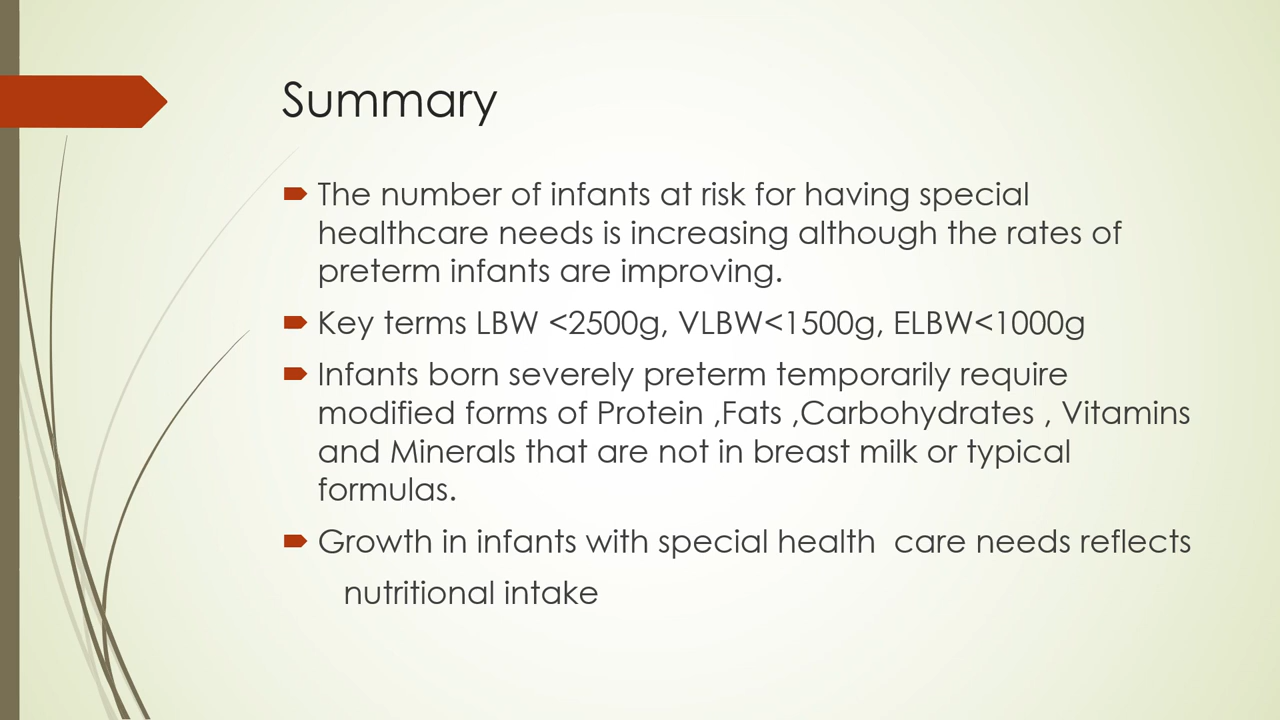 Summary
The number of infants at risk for having special
healthcare needs is increasing although the rates of
preterm infants are improving.
Key terms LBW <2500g, VLBW<1500g, ELBW<1000g
Infants born severely preterm temporarily require
modified forms of Protein ,Fats ,Carbohydrates , Vitamins
and Minerals that are not in breast milk or typical
formulas.
Growth in infants with special health  care needs reflects
nutritional intake